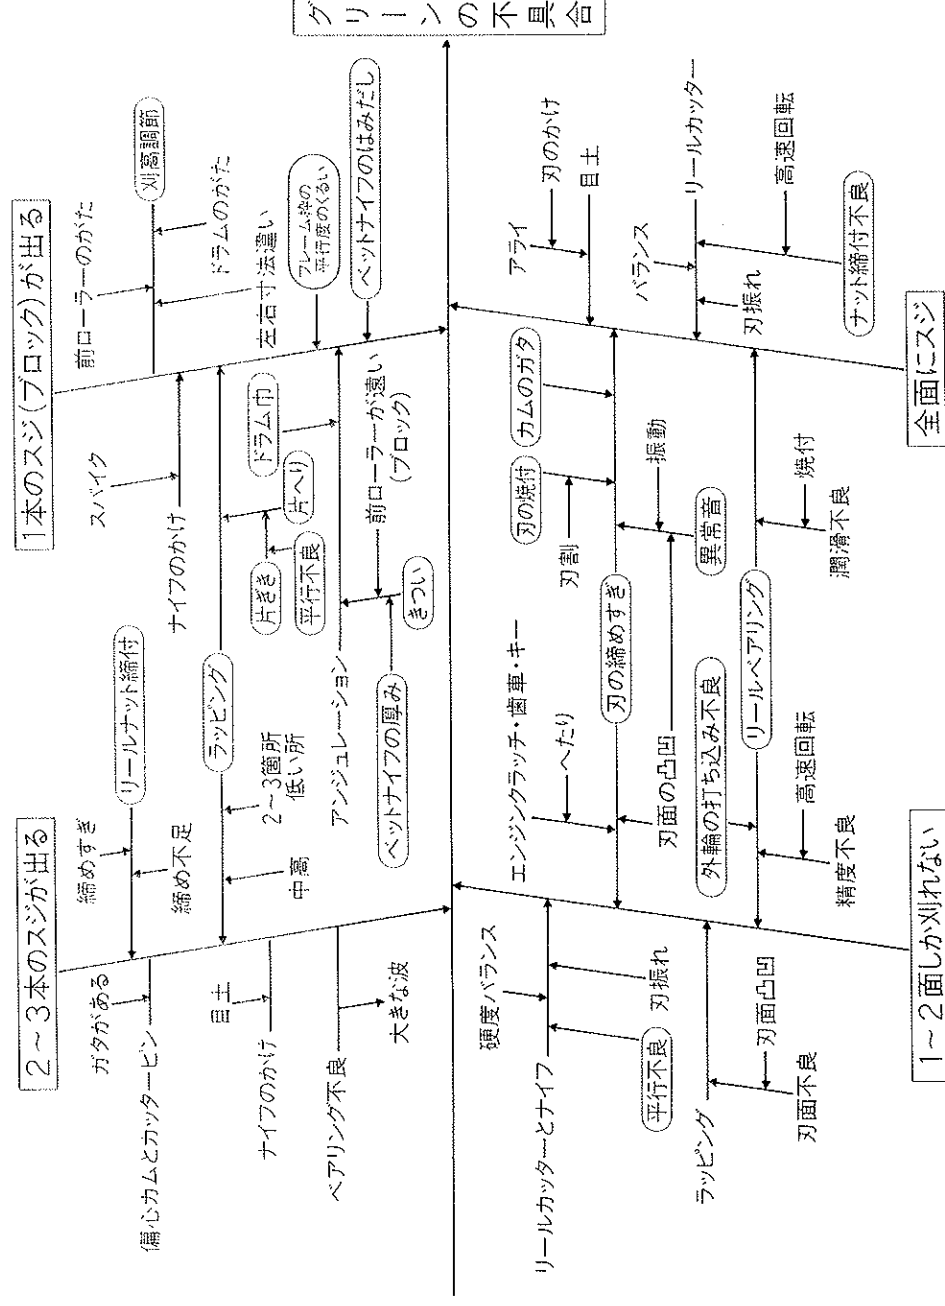 グリーンの不具合
2～3本のスジが出る
ガタがある
偏心カムとカッターピン
目土
ナイフのかけ
ベアリング不良
大きな波
リールナット締付
締めすぎ
締め不足
ラッピング
2～3箇所
低い所
中高
1本のスジ(ブロック)が出る
前ローラーのがた
刈高調節
ドラムのがた
左右寸法違い
フレーム枠の
平行度のくるい
ベットナイフのはみだし
スパイク
ナイフのかけ
片ぎき
片べり
平行不良
ドラム巾
アンジュレーション
前ローラーが遠い
(ブロック)
きつい
ベットナイフの厚み
1～2面しか刈れない
硬度バランス
リールカッターとナイフ
刃振れ
平行不良
ラッピング
刃面凸凹
刃面不良
エンジンクラッチ・歯車・キー
へたり
刃の締めすぎ
刃面の凸凹
外輪の打ち込み不良
リールベアリング
高速回転
精度不良
全面にスジ
アライ
刃のかけ
目土
カムのガタ
刃の焼付
刃割
振動
異常音
バランス
リールカッター
刃振れ
高速回転
ナット締付不良
焼付
潤滑不良